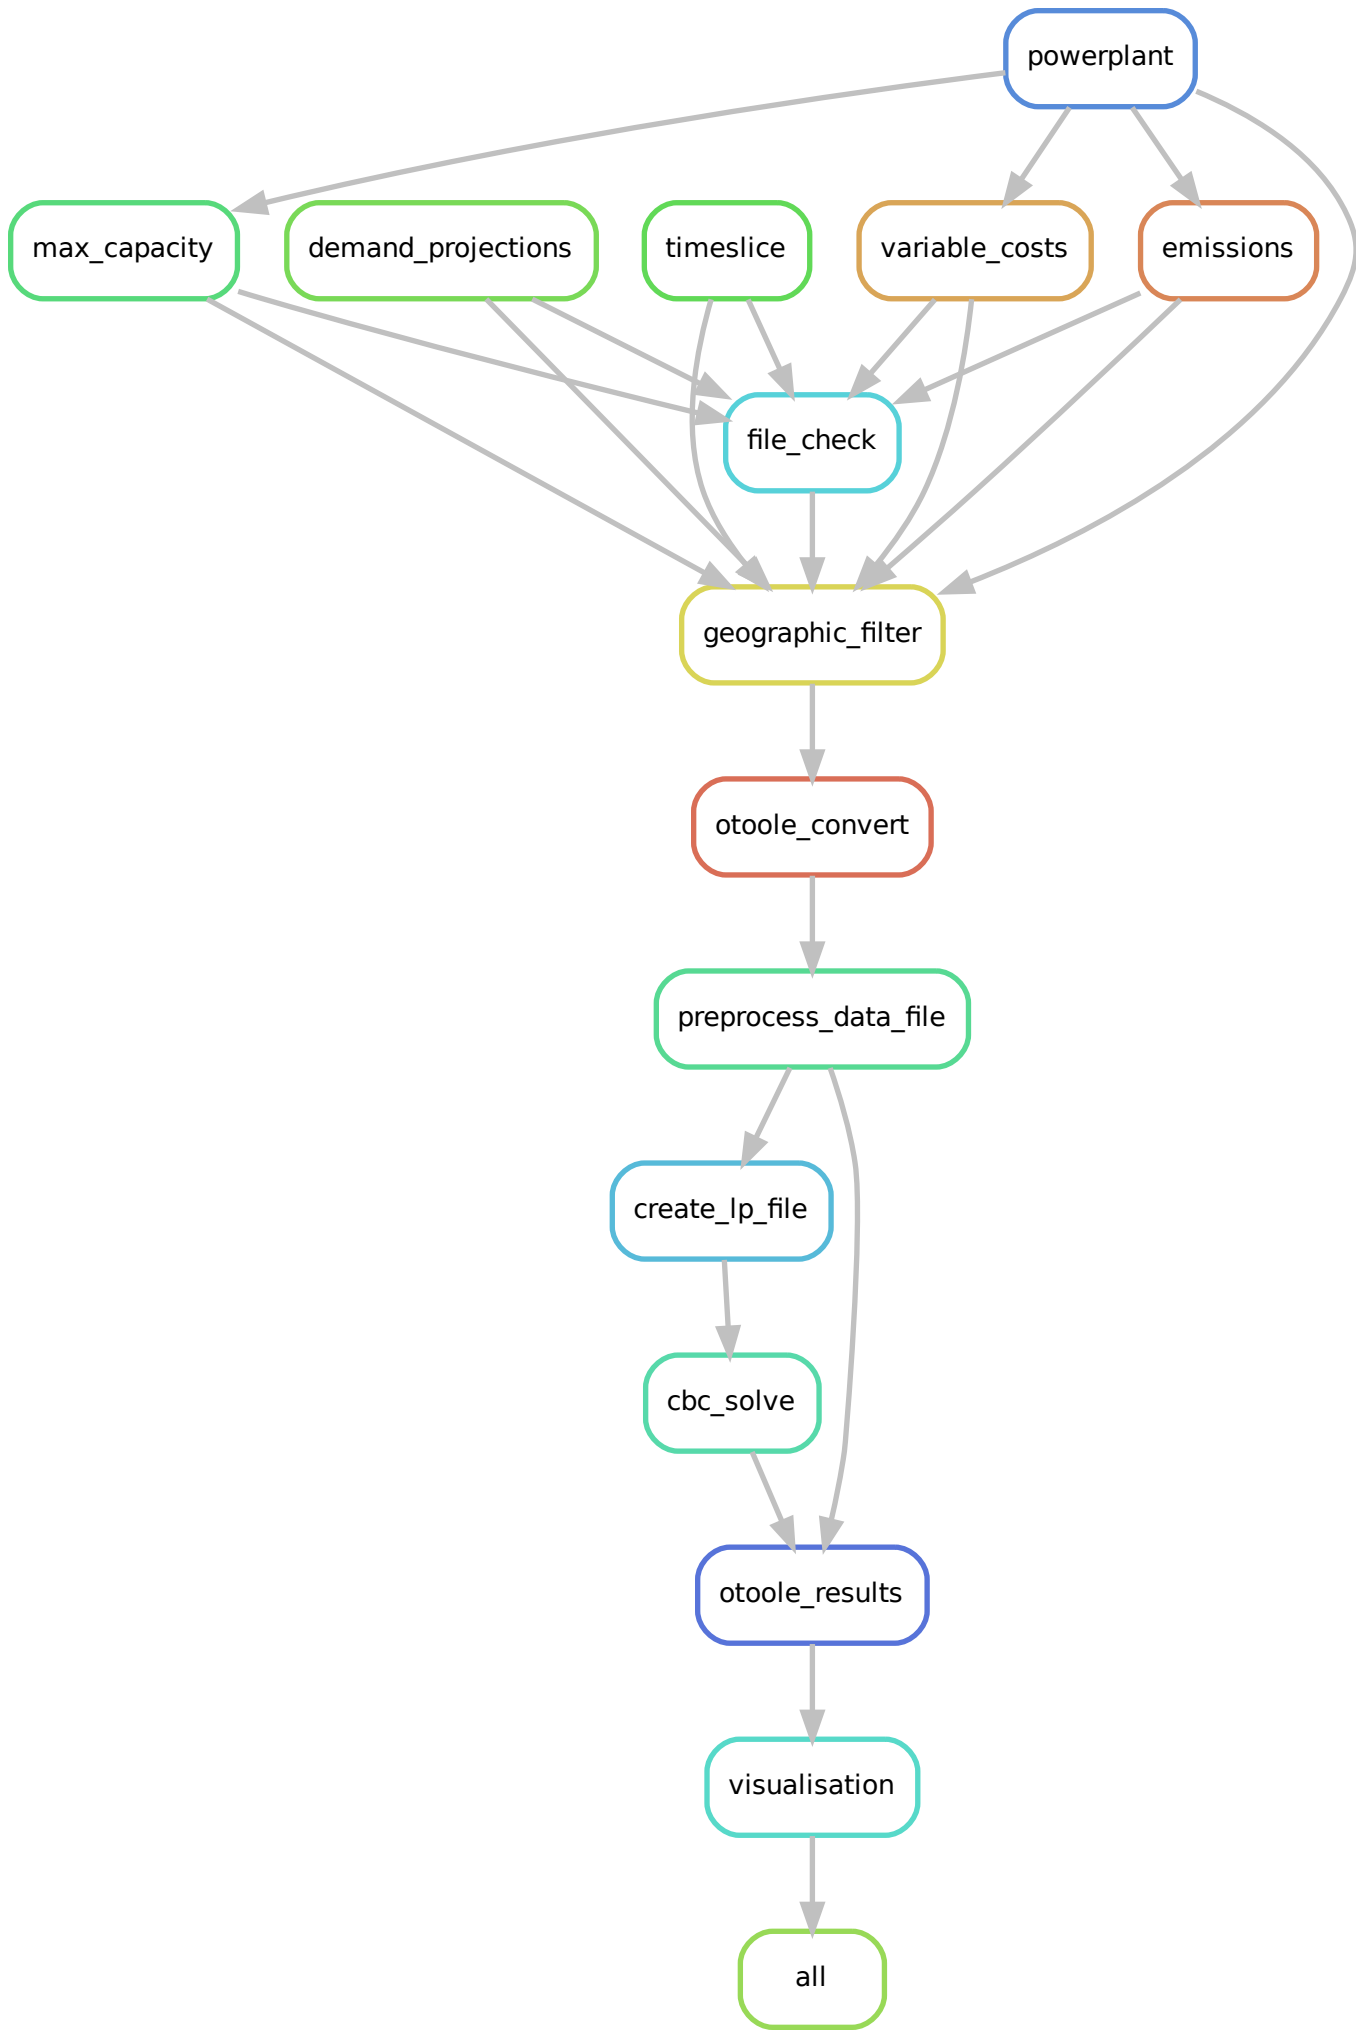 powerplant
max_capacity
demand_projections
timeslice
variable_costs
emissions
file_check
geographic_filter
otoole_convert
preprocess_data_file
create_lp_file
cbc_solve
otoole_results
visualisation
all